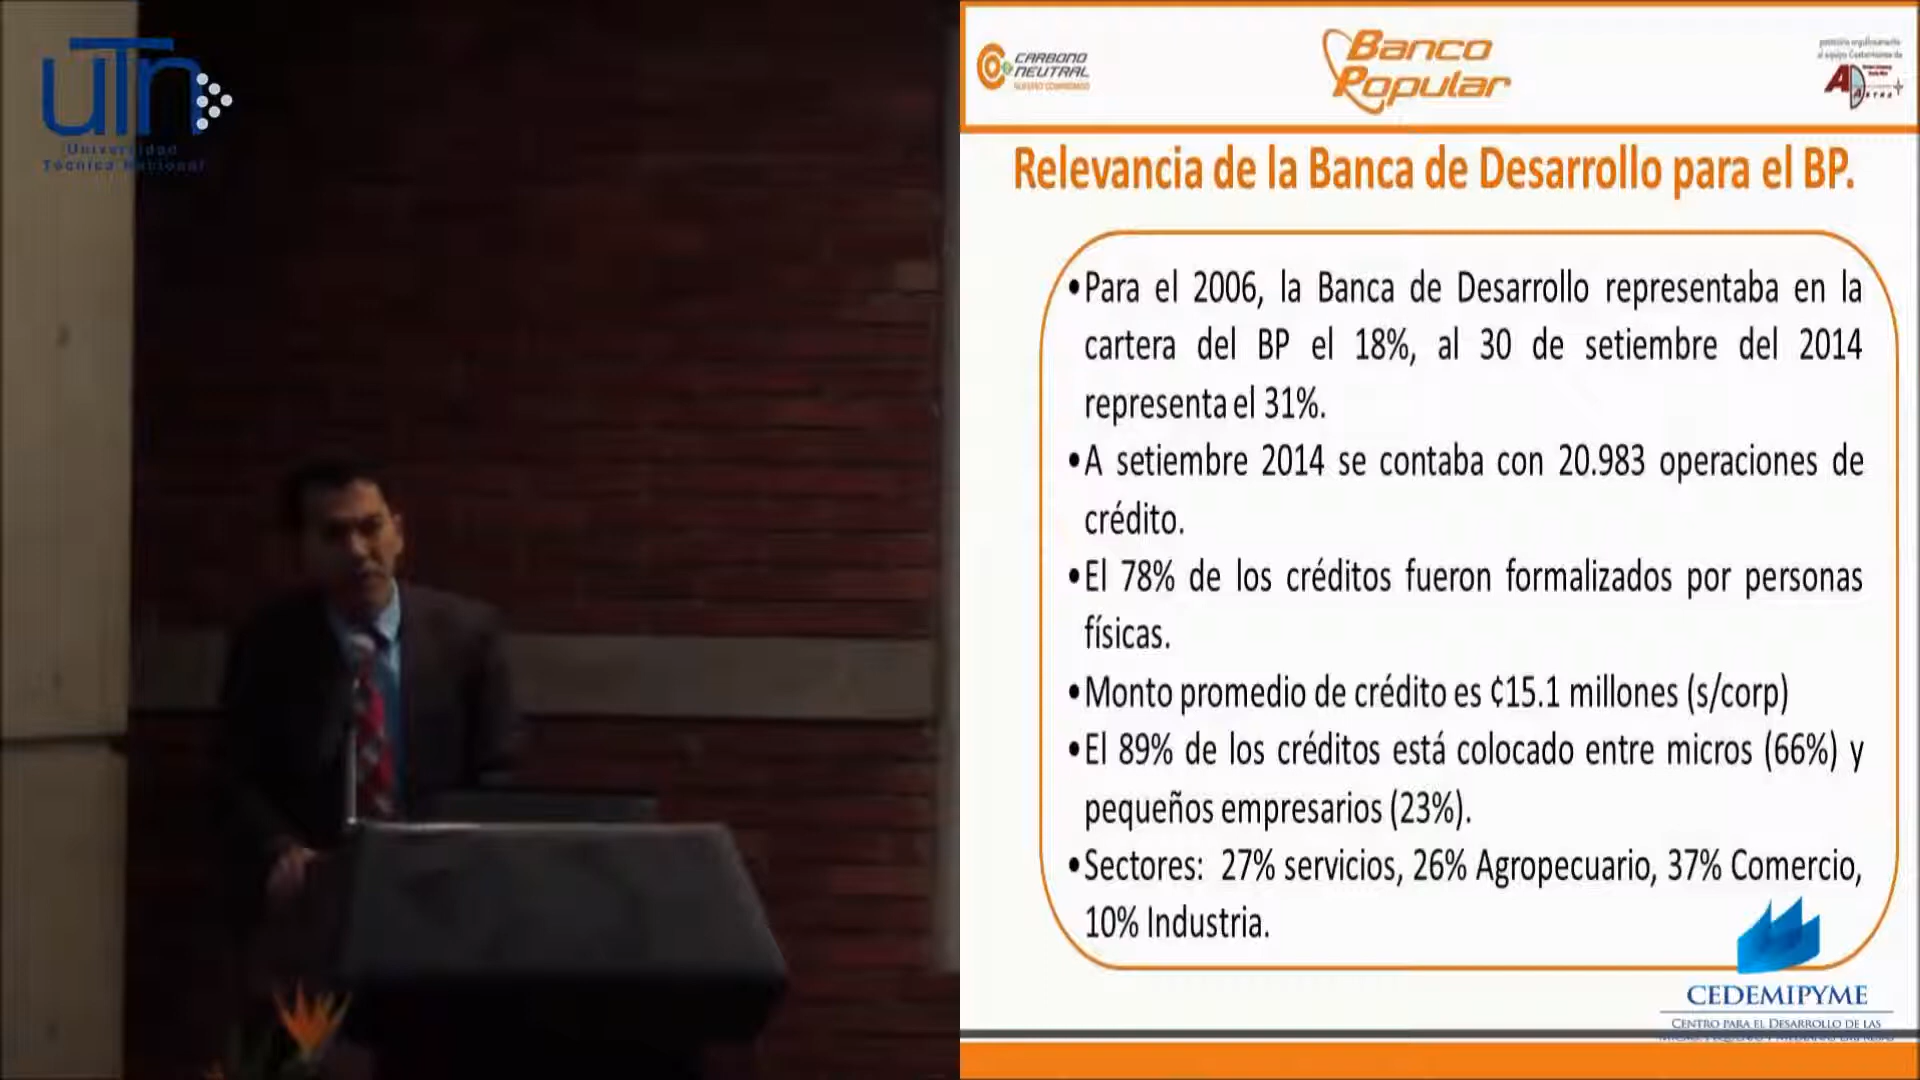 uTn
Universidad
Técnica Nacional
CARBONO
NEUTRAL
NUESTRO COMPROMISO
Banco
Popular
Relevancia de la Banca de Desarrollo para el BP.
•Para el 2006, la Banca de Desarrollo representaba en la
cartera del BP el 18%, al 30 de setiembre del 2014
representa el 31%.
•A setiembre 2014 se contaba con 20.983 operaciones de
crédito.
•El 78% de los créditos fueron formalizados por personas
físicas.
•Monto promedio de crédito es ¢15.1 millones (s/corp)
•El 89% de los créditos está colocado entre micros (66%) y
pequeños empresarios (23%).
•Sectores: 27% servicios, 26% Agropecuario, 37% Comercio,
10% Industria.
CEDEMIPYME
CENTRO PARA EL DESARROLLO DE LAS